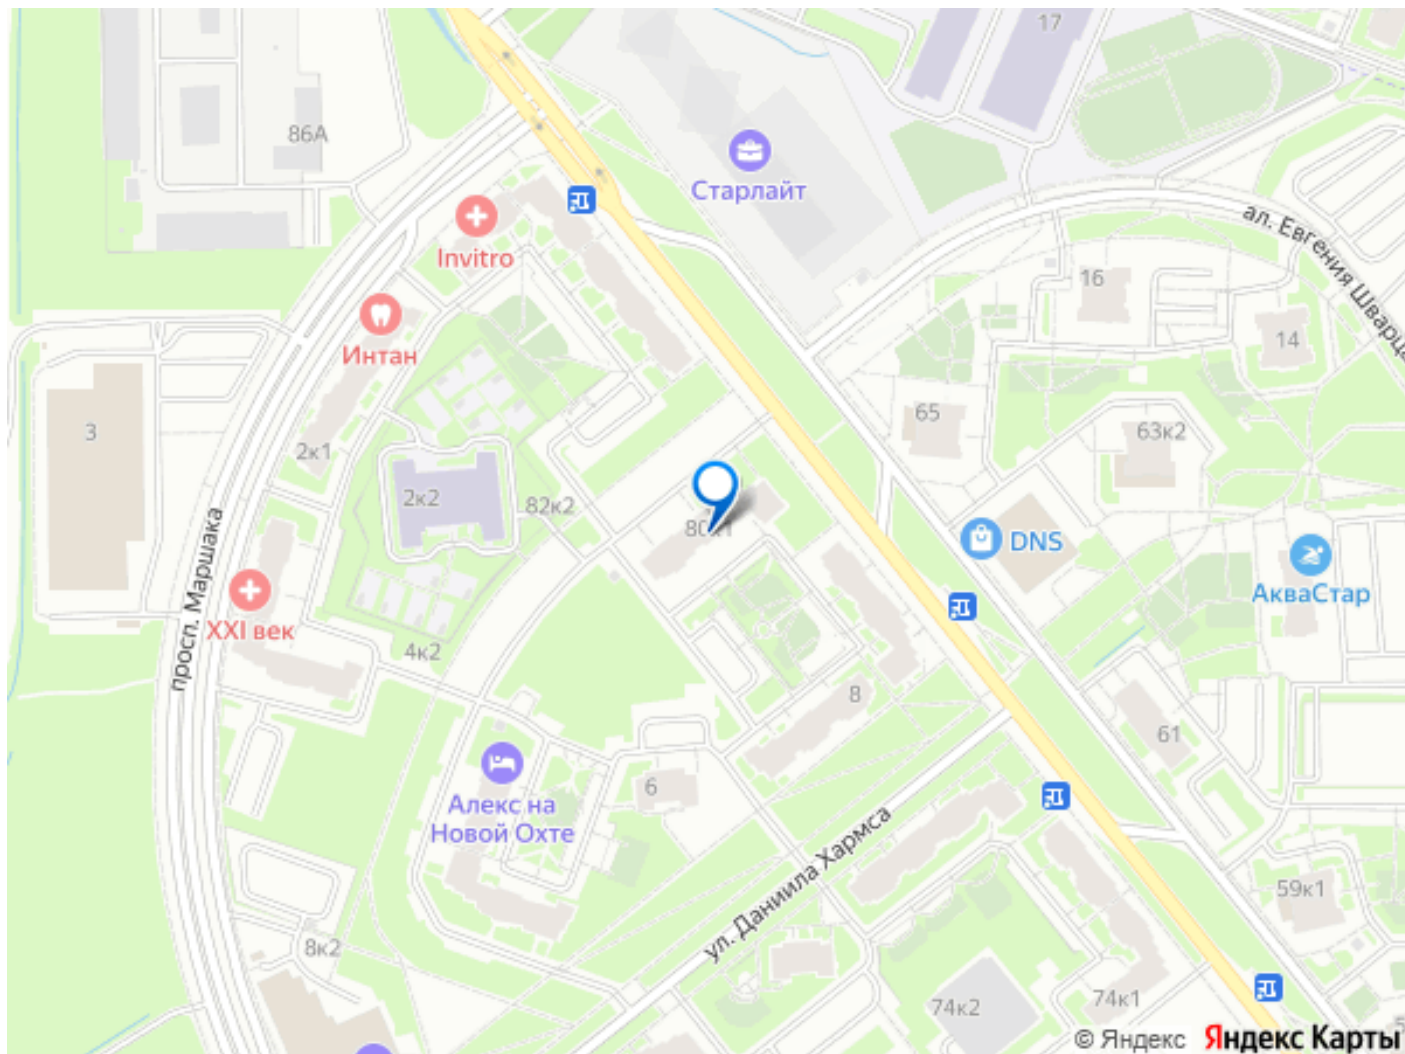 17
86А
Старлайт
Invitro
ал. Евгения Шварца
16
14
Интан
65
63к2
3
2к1
2к2
82к2
80к1
DNS
АкваСтар
просп. Маршака
XXI век
4к2
8
61
6
Алекс на
Новой Охте
ул. Даниила Хармса
59к1
8к2
74к2
74к1
© Яндекс Яндекс Карты